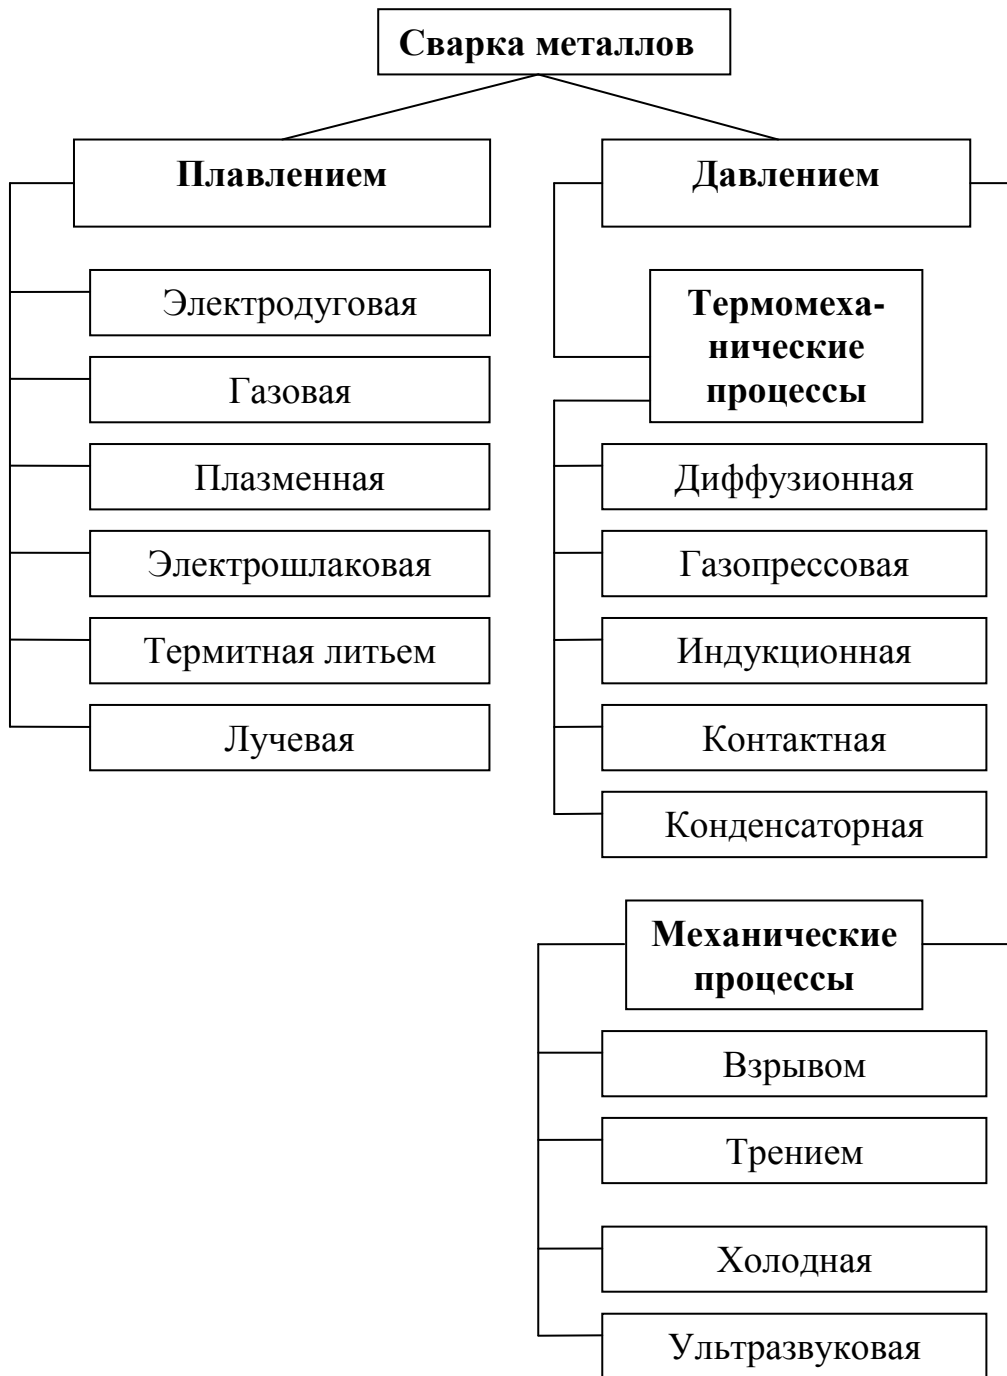 Сварка металлов
Плавлением
Электродуговая
Газовая
Плазменная
Электрошлаковая
Термитная литьем
Лучевая
Давлением
Термомеха-
нические
процессы
Диффузионная
Газопрессовая
Индукционная
Контактная
Конденсаторная
Механические
процессы
Взрывом
Трением
Холодная
Ультразвуковая